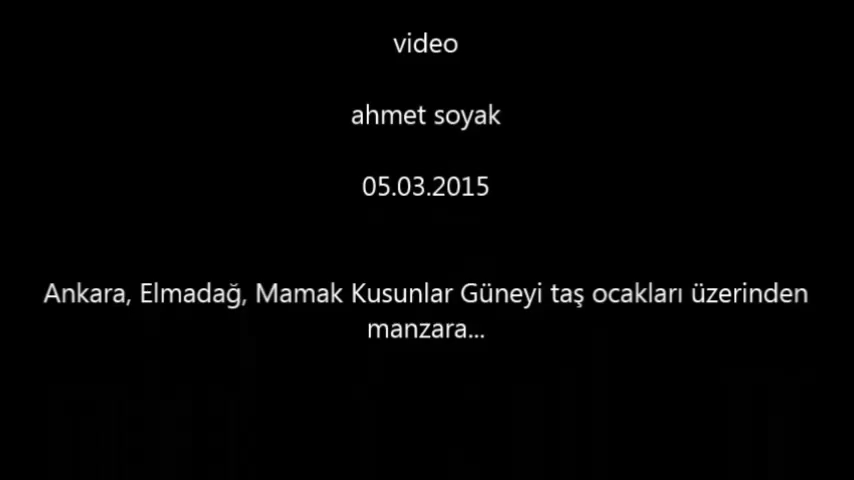 video
ahmet soyak
05.03.2015
Ankara, Elmadağ, Mamak Kusunlar Güneyi taş ocakları üzerinden
manzara...